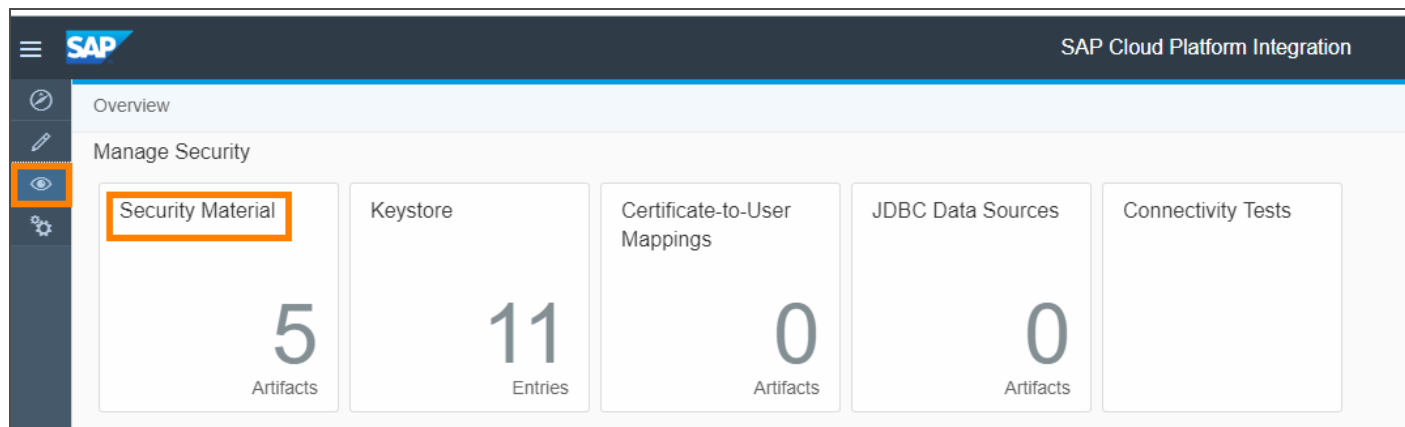 SAP
SAP Cloud Platform Integration
Overview
Manage Security
Security Material
Keystore
Certificate-to-User
Mappings
JDBC Data Sources
Connectivity Tests
5
11
0
0
Artifacts
Entries
Artifacts
Artifacts